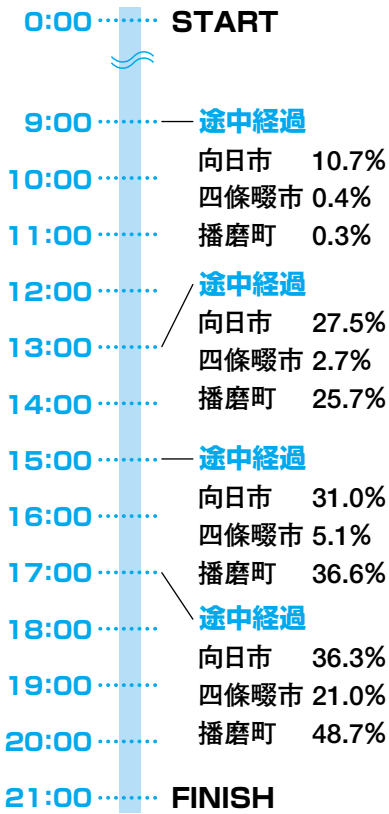 0:00 START
9:00 途中経過
向日市 10.7%
10:00
四條畷市 0.4%
11:00
播磨町 0.3%
12:00
途中経過
向日市 27.5%
13:00
四條畷市 2.7%
14:00
播磨町 25.7%
15:00 途中経過
向日市 31.0%
16:00
四條畷市 5.1%
17:00
播磨町 36.6%
途中経過
18:00
向日市 36.3%
19:00
四條畷市 21.0%
20:00
播磨町 48.7%
21:00 FINISH